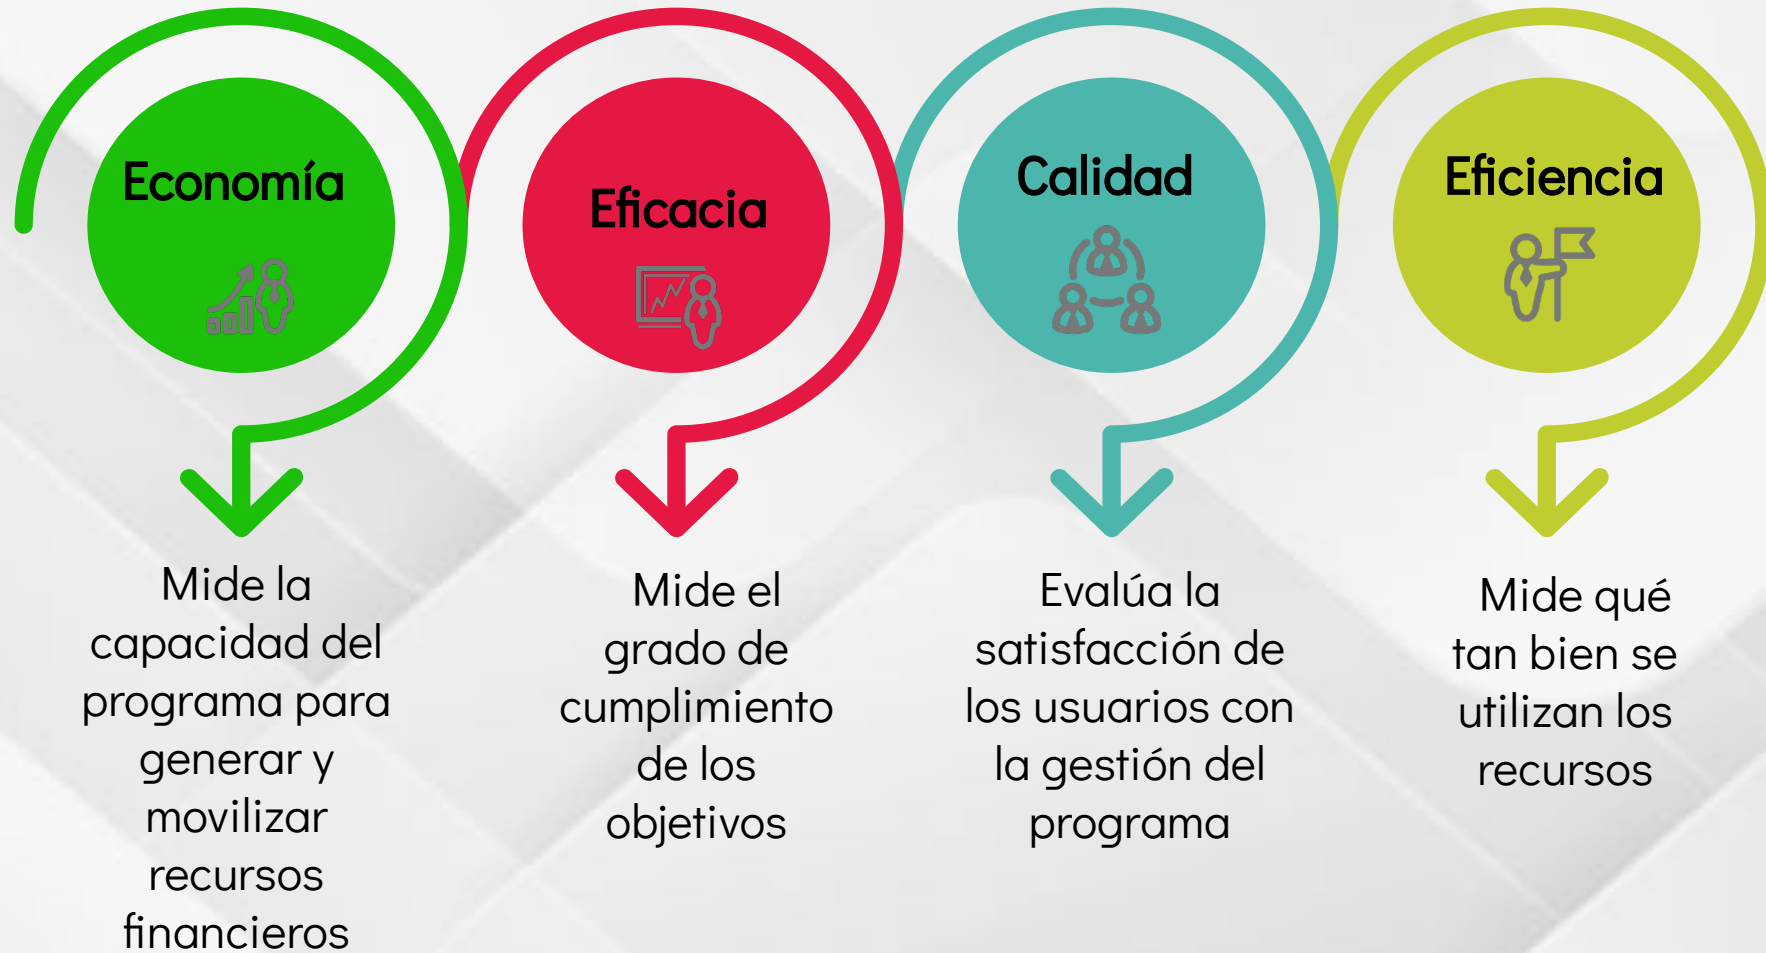 Economía
Mide la
capacidad del
programa para
generar y
movilizar
recursos
financieros
Eficacia
Mide el
grado de
cumplimiento
de los
objetivos
Calidad
Evalúa la
satisfacción de
los usuarios con
la gestión del
programa
Eficiencia
Mide qué
tan bien se
utilizan los
recursos